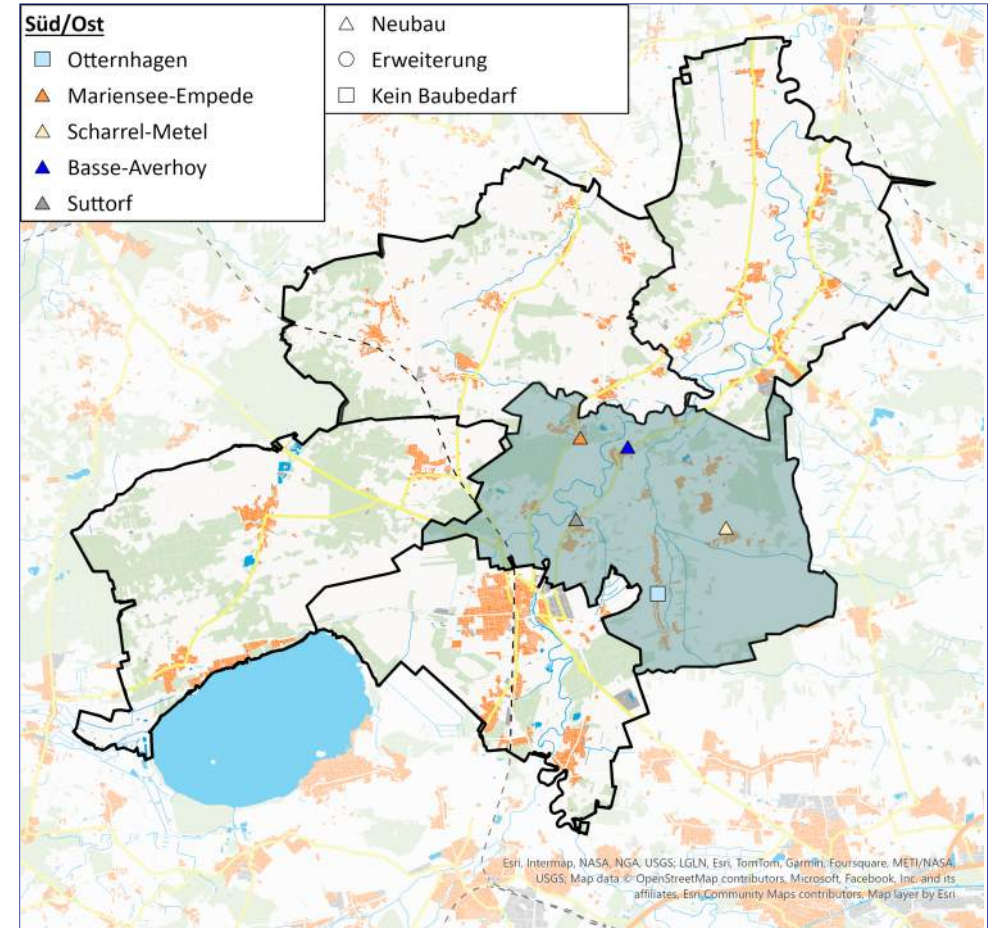 Süd/Ost
Otternhagen
Mariensee-Empede
Scharrel-Metel
Basse-Averhoy
Suttorf
Neubau
Erweiterung
Kein Baubedarf
Esri, Intermap, NASA, NGA, USGS; LGLN, Esri, TomTom, Garmin, Foursquare, METI/NASA,
USGS; Map data © OpenStreetMap contributors, Microsoft, Facebook, Inc. and its
affiliates, Esri Community Maps contributors, Map layer by Esri